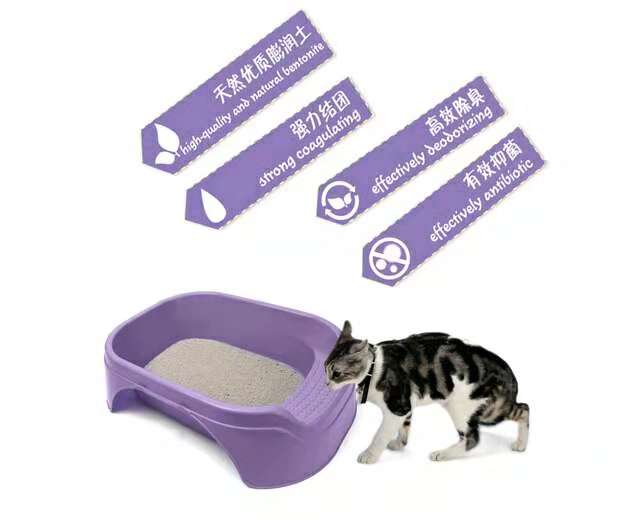 天然优质膨润土
high-quality and natural bentonite
强力结团
strong coagulating
高效除臭
effectively deodorizing
有效抑菌
effectively antibiotic